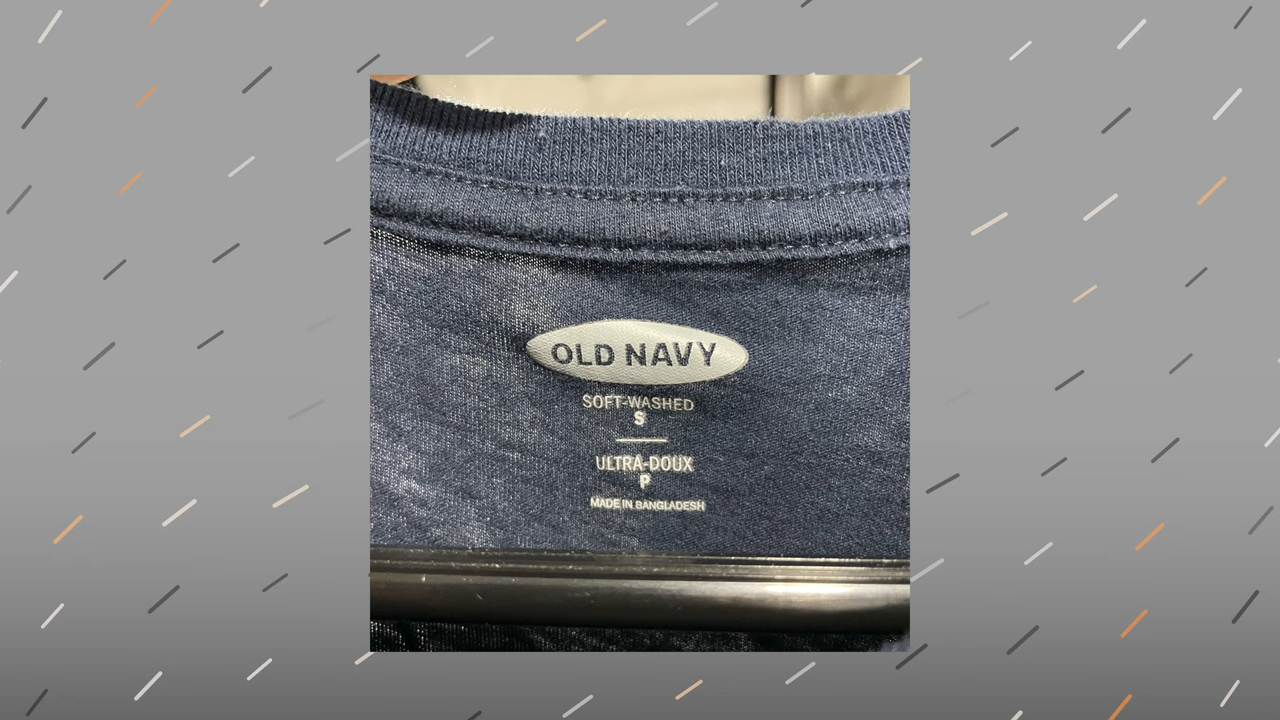 OLD NAVY
SOFT-WASHED
S
ULTRA-DOUX
P
MADE IN BANGLADESH